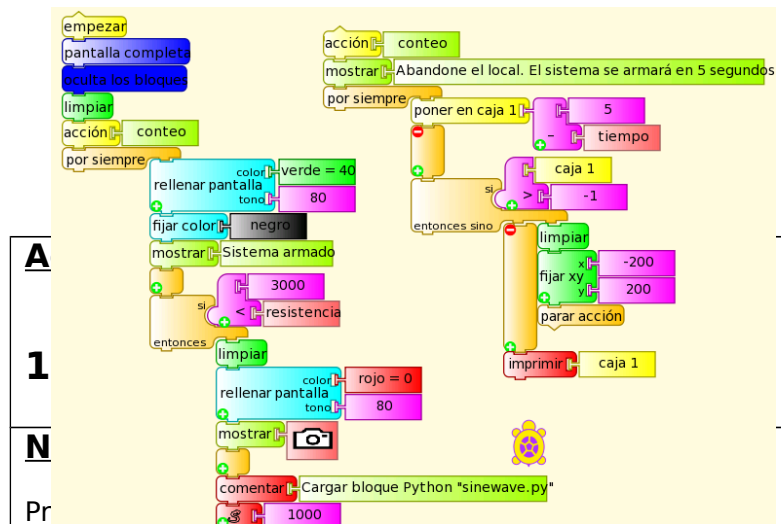 empezar
pantalla completa
oculta los bloques
limpiar
acción conteo
por siempre
color verde = 40
rellenar pantalla
tono 80
fijar color negro
mostrar Sistema armado
3000
si
< resistencia
entonces
limpiar
color rojo = 0
rellenar pantalla
tono 80
mostrar
comentar Cargar bloque Python "sinewave.py"
1000
acción conteo
mostrar Abandone el local. El sistema se armará en 5 segundos
por siempre
poner en caja 1 5
- tiempo
caja 1
si
> -1
entonces sino
limpiar
x -200
fijar xy
y 200
parar acción
imprimir caja 1
A
1
N
Pr